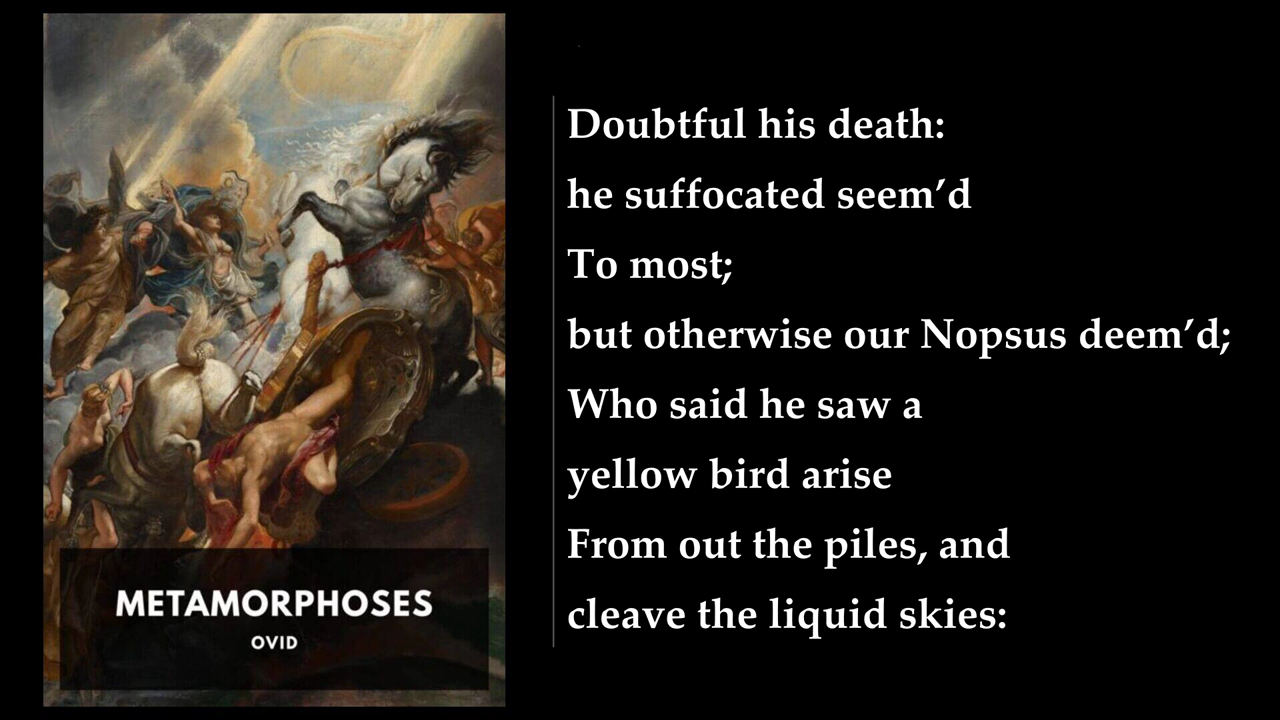 METAMORPHOSES
OVID
Doubtful his death:
he suffocated seem’d
To most;
but otherwise our Nopsus deem’d;
Who said he saw a
yellow bird arise
From out the piles, and
cleave the liquid skies: